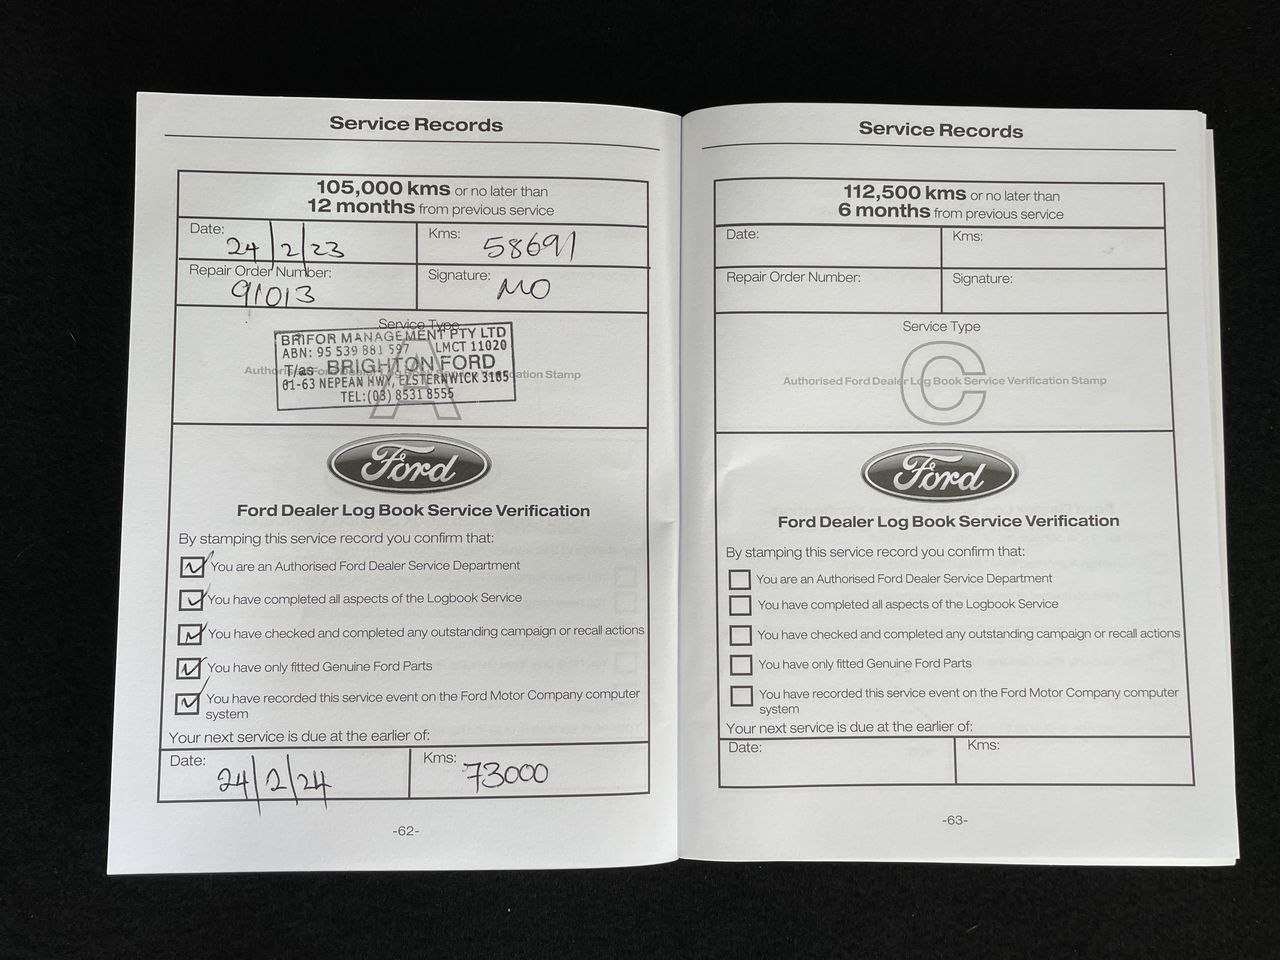 Service Records
105,000 kms or no later than
12 months from previous service
Date: 24/2/23
Kms: 58691
Repair Order Number: 91013
Signature: MO
Service Type
A
Authorised Ford Dealer Log Book Service Verification Stamp
BRIFOR MANAGEMENT PTY LTD
ABN: 95 539 881 597 LMCT 11020
T/as BRIGHTON FORD
61-63 NEPEAN HWY, ELSTERNWICK 3185
TEL:(03) 8531 8555
Ford
Ford Dealer Log Book Service Verification
By stamping this service record you confirm that:
You are an Authorised Ford Dealer Service Department
You have completed all aspects of the Logbook Service
You have checked and completed any outstanding campaign or recall actions
You have only fitted Genuine Ford Parts
You have recorded this service event on the Ford Motor Company computer
system
Your next service is due at the earlier of:
Date: 24/2/24
Kms: 73000
-62-
Service Records
112,500 kms or no later than
6 months from previous service
Date:
Kms:
Repair Order Number:
Signature:
Service Type
C
Authorised Ford Dealer Log Book Service Verification Stamp
Ford
Ford Dealer Log Book Service Verification
By stamping this service record you confirm that:
You are an Authorised Ford Dealer Service Department
You have completed all aspects of the Logbook Service
You have checked and completed any outstanding campaign or recall actions
You have only fitted Genuine Ford Parts
You have recorded this service event on the Ford Motor Company computer
system
Your next service is due at the earlier of:
Date:
Kms:
-63-